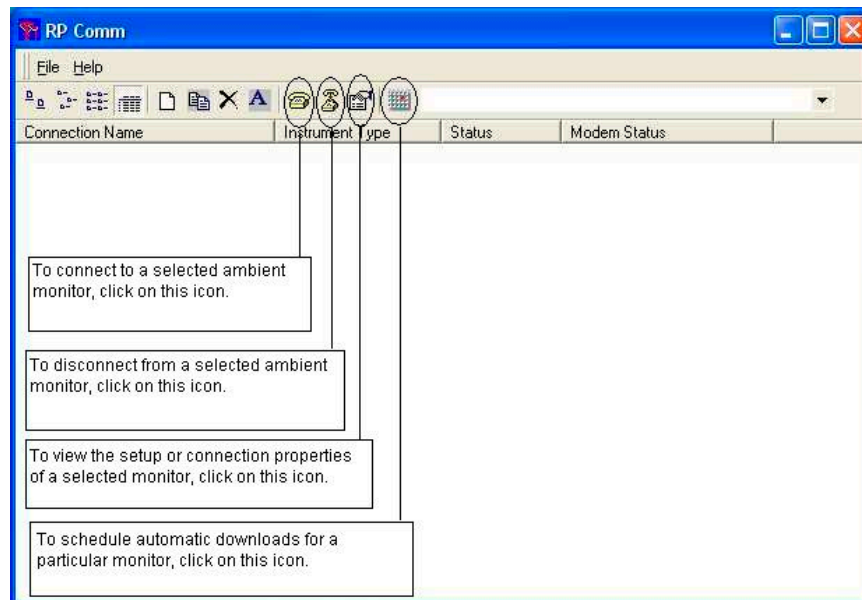 RP Comm
File Help
A
Connection Name Instrument Type Status Modem Status
To connect to a selected ambient
monitor, click on this icon.
To disconnect from a selected ambient
monitor, click on this icon.
To view the setup or connection properties
of a selected monitor, click on this icon.
To schedule automatic downloads for a
particular monitor, click on this icon.